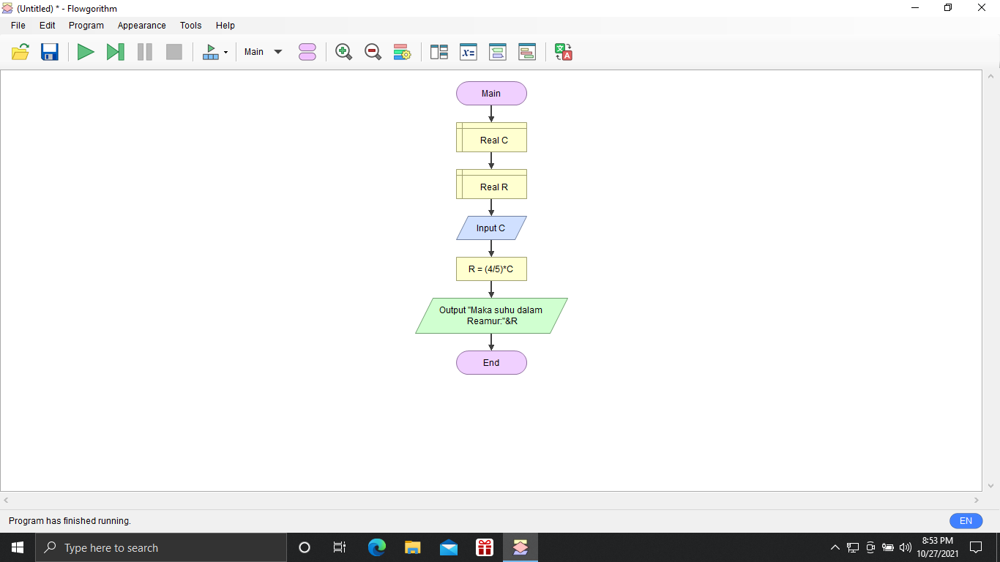 (Untitled) * - Flowgorithm
File Edit Program Appearance Tools Help
Main
x=
A
Main
Real C
Real R
Input C
R = (4/5)*C
Output "Maka suhu dalam
Reamur:"&R
End
Program has finished running.
EN
Type here to search
8:53 PM
10/27/2021